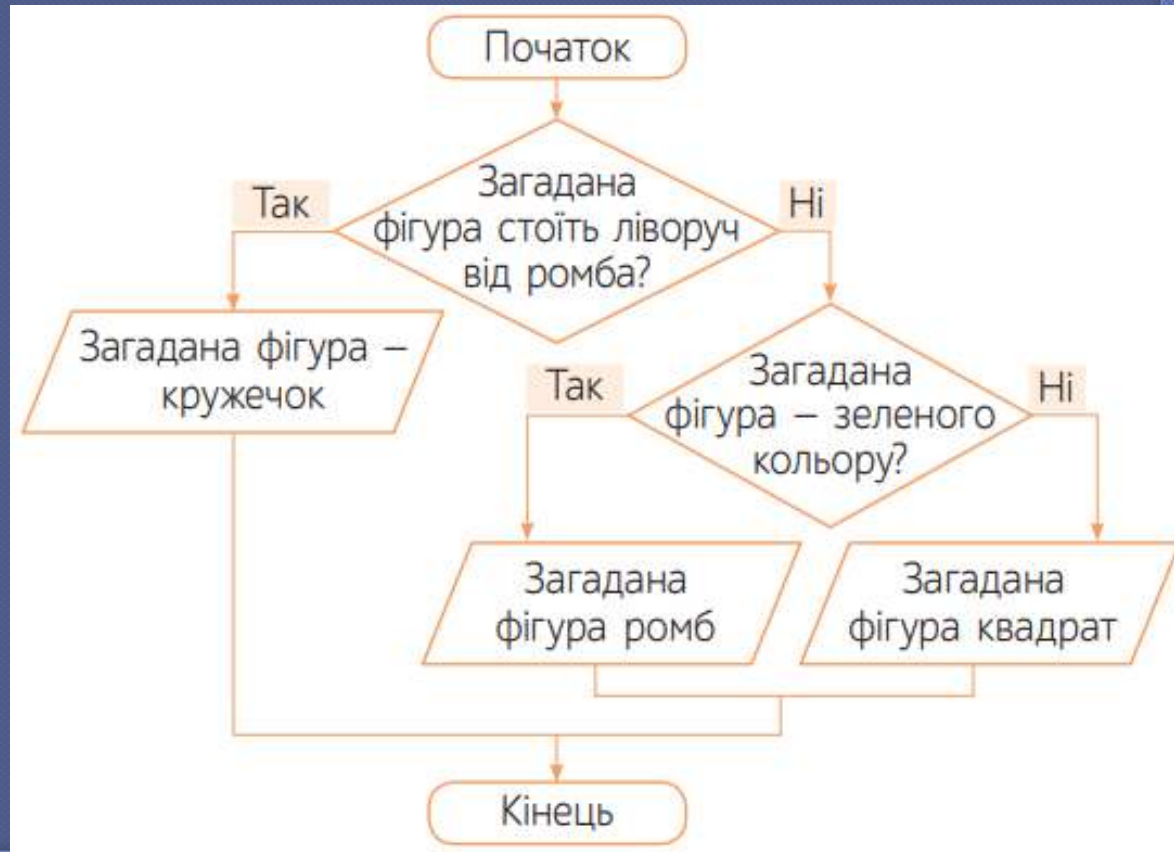 Початок
Загадана
фігура стоїть ліворуч
від ромба?
Так
Ні
Загадана фігура –
кружечок
Загадана
фігура – зеленого
кольору?
Так
Ні
Загадана
фігура ромб
Загадана
фігура квадрат
Кінець